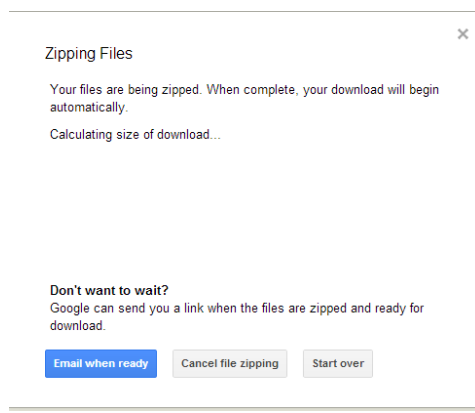 Zipping Files
Your files are being zipped. When complete, your download will begin
automatically.
Calculating size of download...
Don't want to wait?
Google can send you a link when the files are zipped and ready for
download.
Email when ready Cancel file zipping Start over